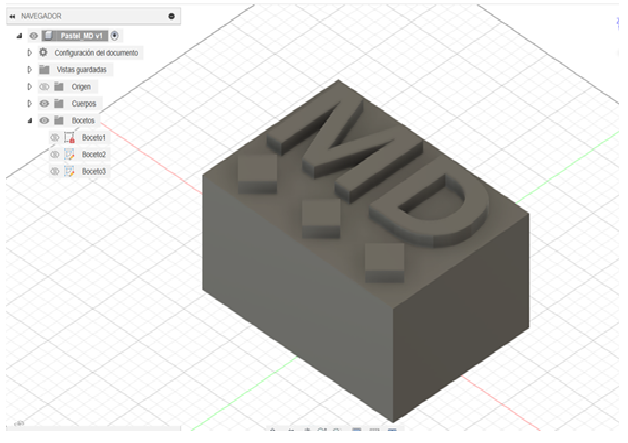 NAVEGADOR
Pastel_MD v1
Configuración del documento
Vistas guardadas
Origen
Cuerpos
Bocetos
Boceto1
Boceto2
Boceto3
MD